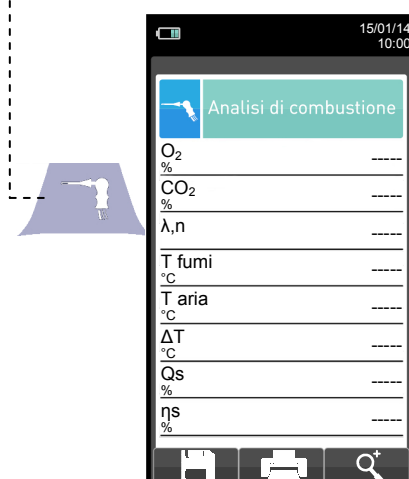 15/01/14
10:00
Analisi di combustione
O2 -----
%
CO2 -----
%
λ,n -----
T fumi -----
°C
T aria -----
°C
ΔT -----
°C
Qs -----
%
ηs -----
%